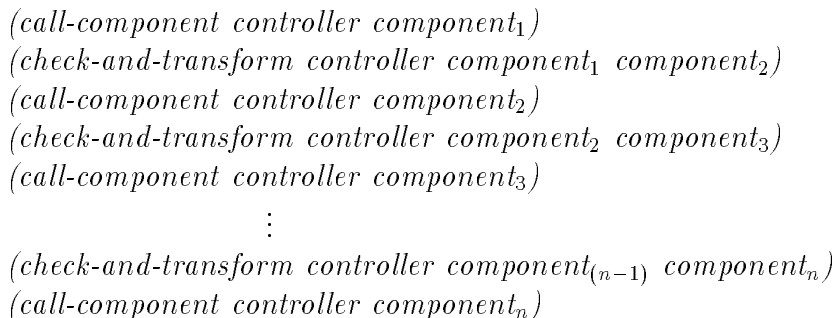 (call-component controller component₁)
(check-and-transform controller component₁ component₂)
(call-component controller component₂)
(check-and-transform controller component₂ component₃)
(call-component controller component₃)
⋮
(check-and-transform controller component₍ₙ₋₁₎ componentₙ)
(call-component controller componentₙ)